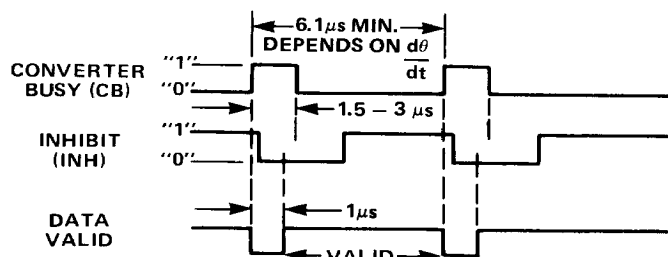 6.1μs MIN.
DEPENDS ON dθ
dt
CONVERTER
BUSY (CB)
"1"
"0"
1.5 – 3 μs
INHIBIT
(INH)
"1"
"0"
1μs
DATA
VALID
VALID